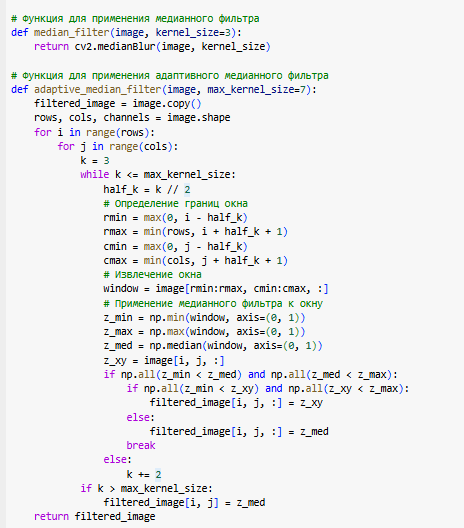 # Функция для применения медианного фильтра
def median_filter(image, kernel_size=3):
    return cv2.medianBlur(image, kernel_size)

# Функция для применения адаптивного медианного фильтра
def adaptive_median_filter(image, max_kernel_size=7):
    filtered_image = image.copy()
    rows, cols, channels = image.shape
    for i in range(rows):
        for j in range(cols):
            k = 3
            while k <= max_kernel_size:
                half_k = k // 2
                # Определение границ окна
                rmin = max(0, i - half_k)
                rmax = min(rows, i + half_k + 1)
                cmin = max(0, j - half_k)
                cmax = min(cols, j + half_k + 1)
                # Извлечение окна
                window = image[rmin:rmax, cmin:cmax, :]
                # Применение медианного фильтра к окну
                z_min = np.min(window, axis=(0, 1))
                z_max = np.max(window, axis=(0, 1))
                z_med = np.median(window, axis=(0, 1))
                z_xy = image[i, j, :]
                if np.all(z_min < z_med) and np.all(z_med < z_max):
                    if np.all(z_min < z_xy) and np.all(z_xy < z_max):
                        filtered_image[i, j, :] = z_xy
                    else:
                        filtered_image[i, j, :] = z_med
                    break
                else:
                    k += 2
            if k > max_kernel_size:
                filtered_image[i, j] = z_med
    return filtered_image